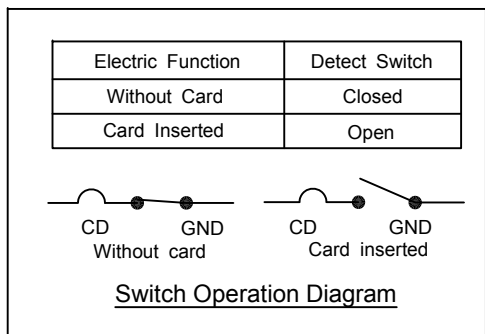 Electric Function Detect Switch
Without Card Closed
Card Inserted Open
CD GND CD GND
Without card Card inserted
Switch Operation Diagram